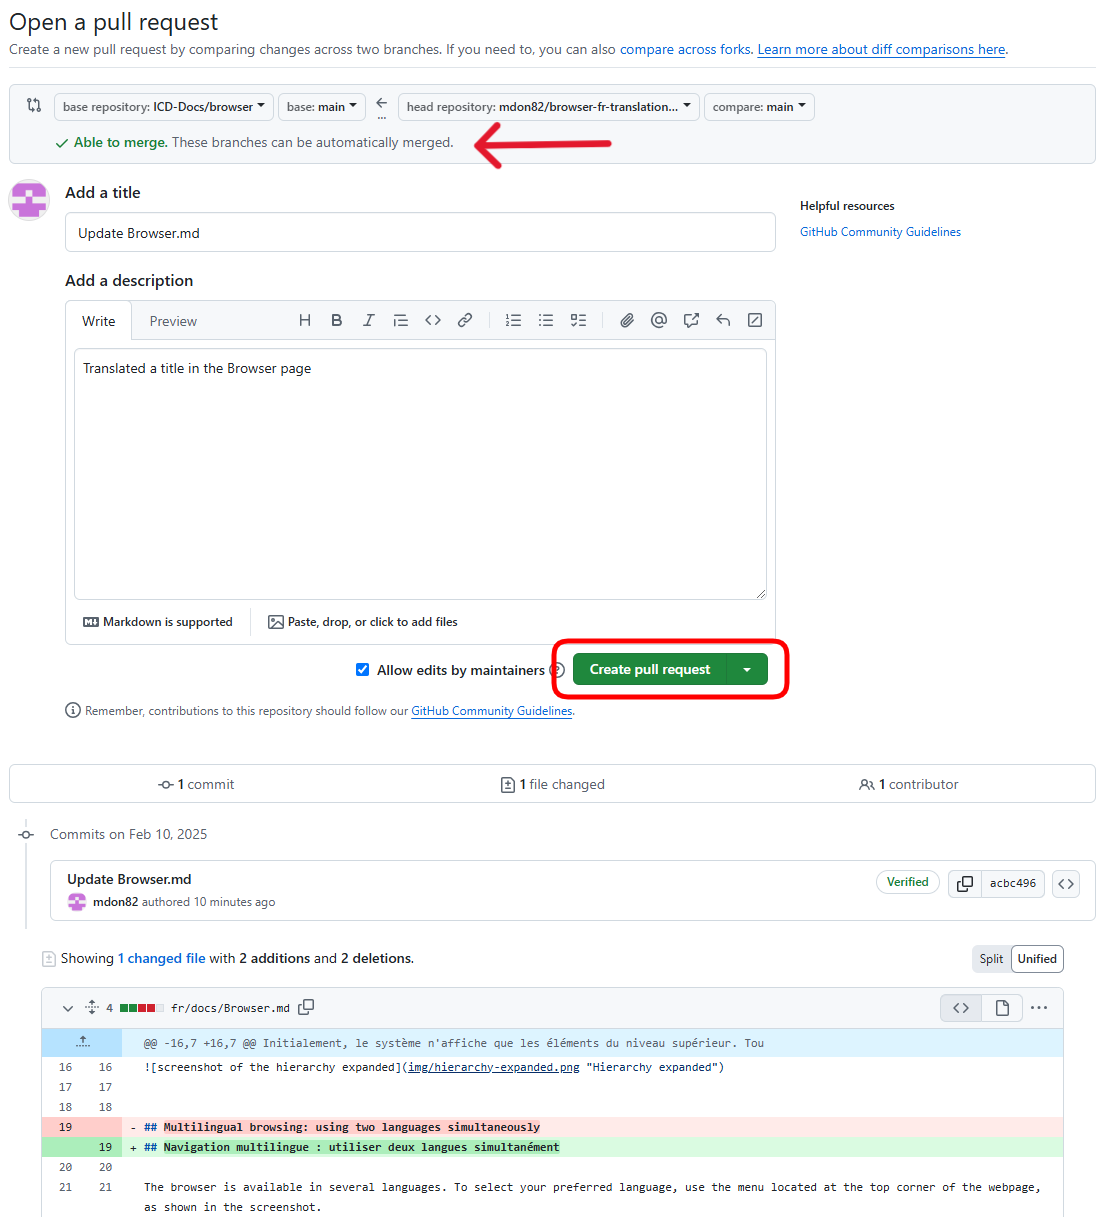 Open a pull request
Create a new pull request by comparing changes across two branches. If you need to, you can also compare across forks. Learn more about diff comparisons here.
base repository: ICD-Docs/browser base: main ... head repository: mdon82/browser-fr-translation... compare: main
Able to merge. These branches can be automatically merged.
Add a title
Update Browser.md
Helpful resources
GitHub Community Guidelines
Add a description
Write Preview
Translated a title in the Browser page
Markdown is supported Paste, drop, or click to add files
Allow edits by maintainers Create pull request
Remember, contributions to this repository should follow our GitHub Community Guidelines.
1 commit 1 file changed 1 contributor
Commits on Feb 10, 2025
Update Browser.md
mdon82 authored 10 minutes ago
Verified acbc496
Showing 1 changed file with 2 additions and 2 deletions.
Split Unified
4 fr/docs/Browser.md
@@ -16,7 +16,7 @@ Initialement, le système n'affiche que les éléments du niveau supérieur. Tou
16 16 ![screenshot of the hierarchy expanded](img/hierarchy-expanded.png "Hierarchy expanded")
17 17
18 18
19 - ## Multilingual browsing: using two languages simultaneously
19 + ## Navigation multilingue : utiliser deux langues simultanément
20 20
21 21 The browser is available in several languages. To select your preferred language, use the menu located at the top corner of the webpage,
as shown in the screenshot.